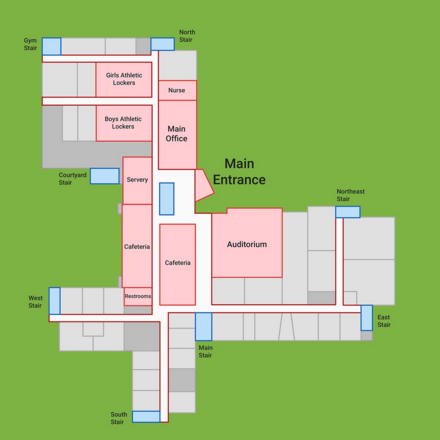 North
Stair
Gym
Stair
Girls Athletic
Lockers
Nurse
Boys Athletic
Lockers
Main
Office
Main
Entrance
Courtyard
Stair
Servery
Northeast
Stair
Cafeteria
Auditorium
Cafeteria
Restrooms
West
Stair
East
Stair
Main
Stair
South
Stair